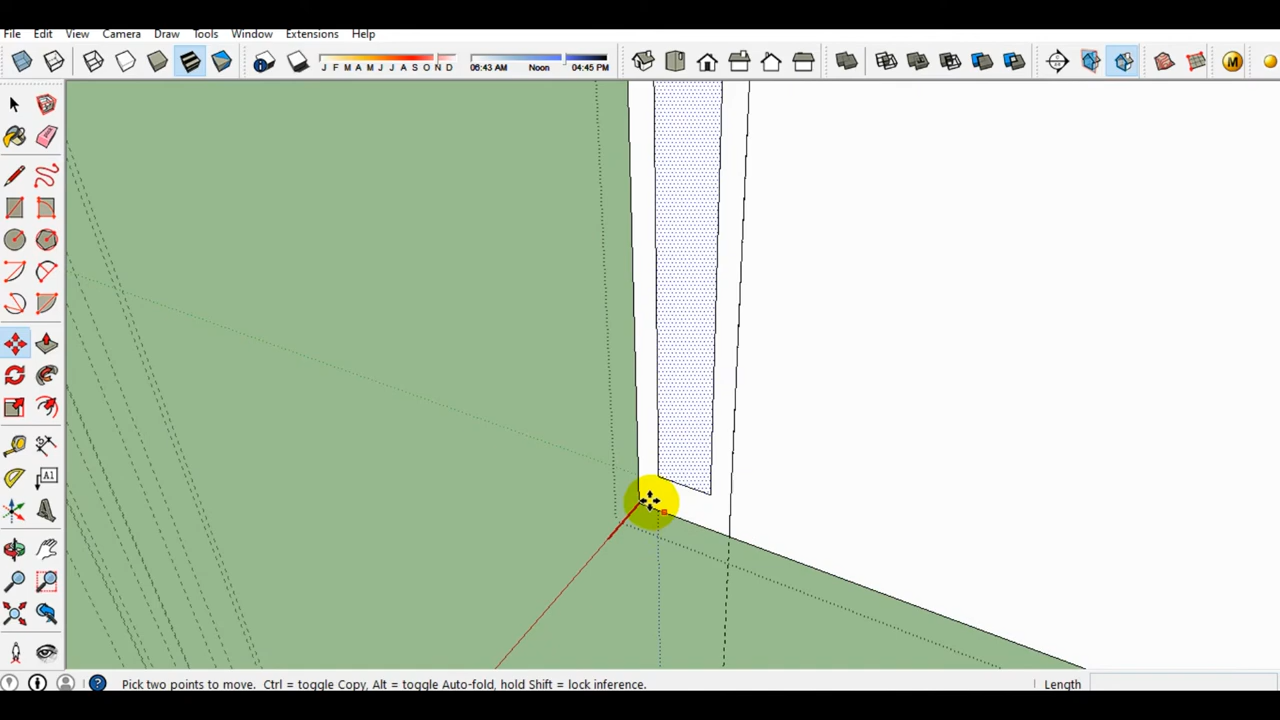 File Edit View Camera Draw Tools Window Extensions Help
J F M A M J J A S O N D
06:43 AM Noon 04:45 PM
M
A1
A
Pick two points to move. Ctrl = toggle Copy, Alt = toggle Auto-fold, hold Shift = lock inference. Length